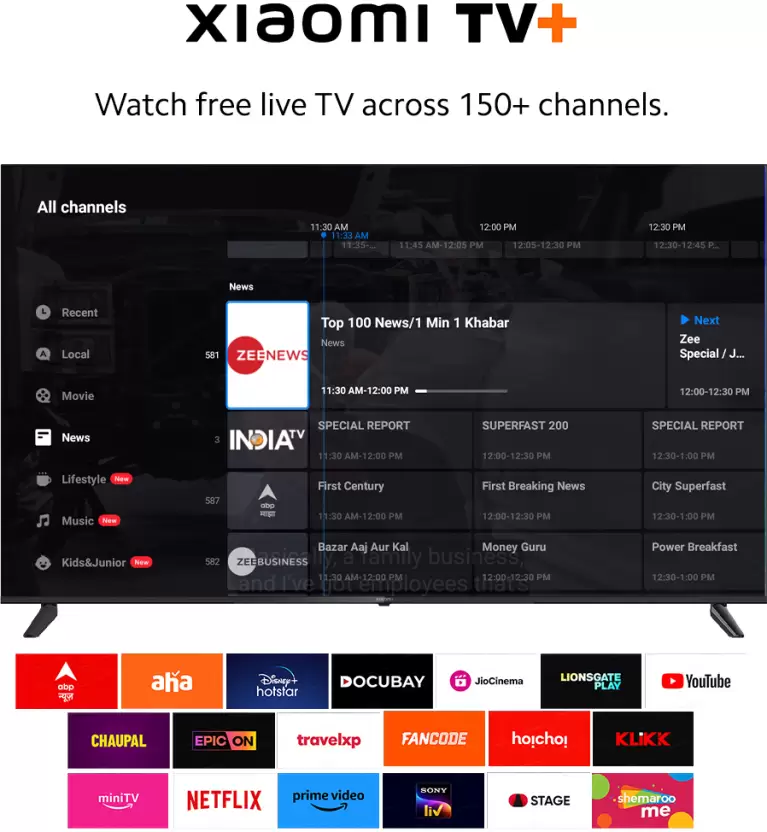 xiaomi TV+
Watch free live TV across 150+ channels.
All channels
11:30 AM
12:00 PM
12:30 PM
11:33 AM
11:35-...
11:45 AM-12:05 PM
12:05-12:30 PM
12:30-12:45 P...
News
Recent
Local
Movie
News
Lifestyle New
Music New
Kids&Junior New
581
ZEENEWS
Top 100 News/1 Min 1 Khabar
News
11:30 AM-12:00 PM
Next
Zee
Special / J...
12:00-12:30 PM
3
INDIATV
SPECIAL REPORT
11:30 AM-12:00 PM
SUPERFAST 200
12:00-12:30 PM
SPECIAL REPORT
12:30-1:00 PM
587
abp
माझा
First Century
11:30 AM-12:00 PM
First Breaking News
12:00-12:30 PM
City Superfast
12:30-1:00 PM
582
ZEEBUSINESS
Bazar Aaj Aur Kal
11:30 AM-12:00 PM
Money Guru
12:00-12:30 PM
Power Breakfast
12:30-1:00 PM
Basically, a family business,
and I've got employees that's
xiaomi
abp
न्यूज़
aha
Disney+
hotstar
DOCUBAY
JioCinema
LIONSGATE
PLAY
YouTube
CHAUPAL
EPIC ON
travelxp
FANCODE
hoichoi
KLiKK
miniTV
NETFLIX
prime video
SONY
liv
STAGE
shemaroo
me